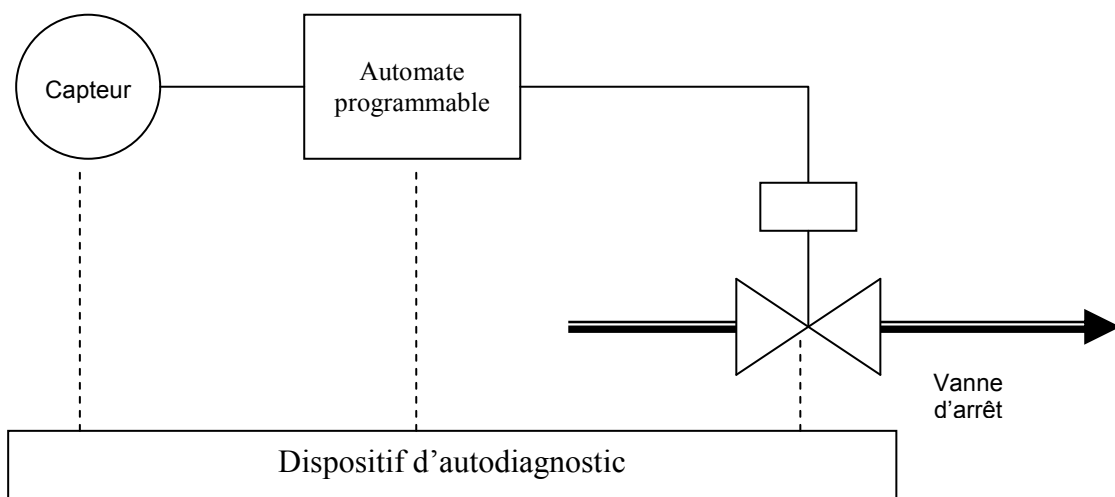 Capteur
Automate
programmable
Vanne
d’arrêt
Dispositif d’autodiagnostic